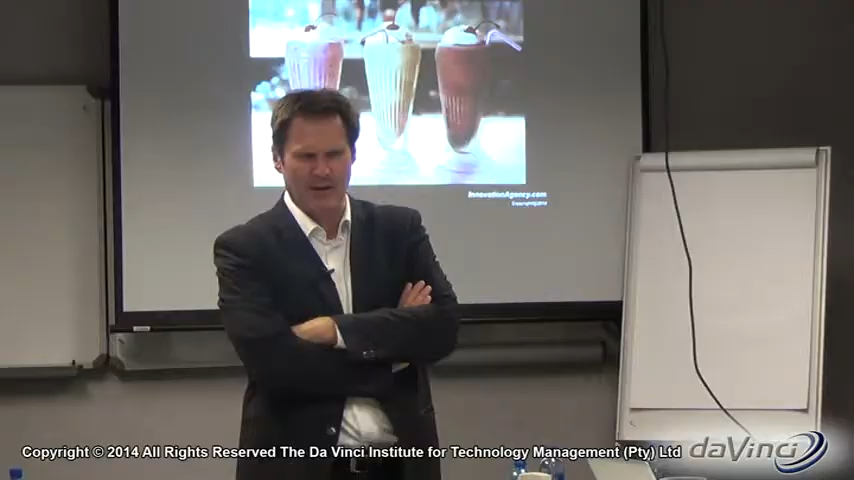 InnovationAgency.com
Copyright © 2014 All Rights Reserved The Da Vinci Institute for Technology Management (Pty) Ltd
daVinci